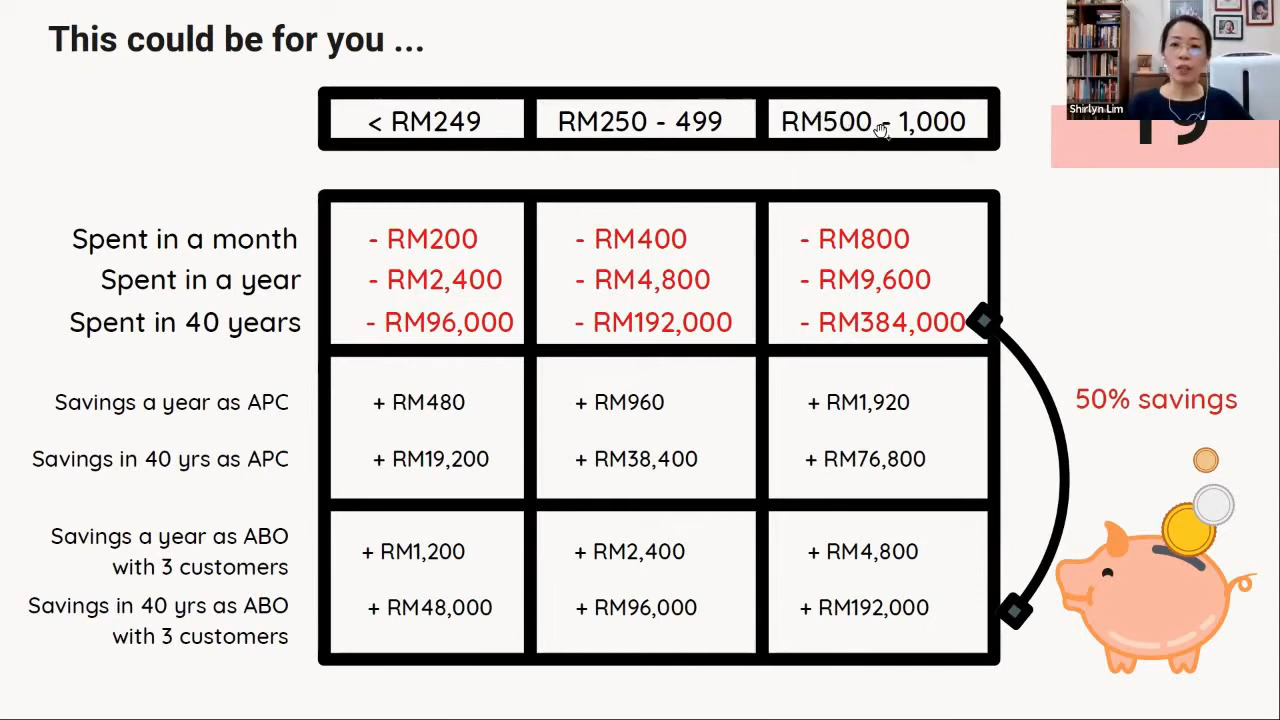 This could be for you ...
Shirlyn Lim
< RM249 RM250 - 499 RM500 - 1,000
Spent in a month - RM200 - RM400 - RM800
Spent in a year - RM2,400 - RM4,800 - RM9,600
Spent in 40 years - RM96,000 - RM192,000 - RM384,000
Savings a year as APC + RM480 + RM960 + RM1,920
50% savings
Savings in 40 yrs as APC + RM19,200 + RM38,400 + RM76,800
Savings a year as ABO
with 3 customers + RM1,200 + RM2,400 + RM4,800
Savings in 40 yrs as ABO
with 3 customers + RM48,000 + RM96,000 + RM192,000